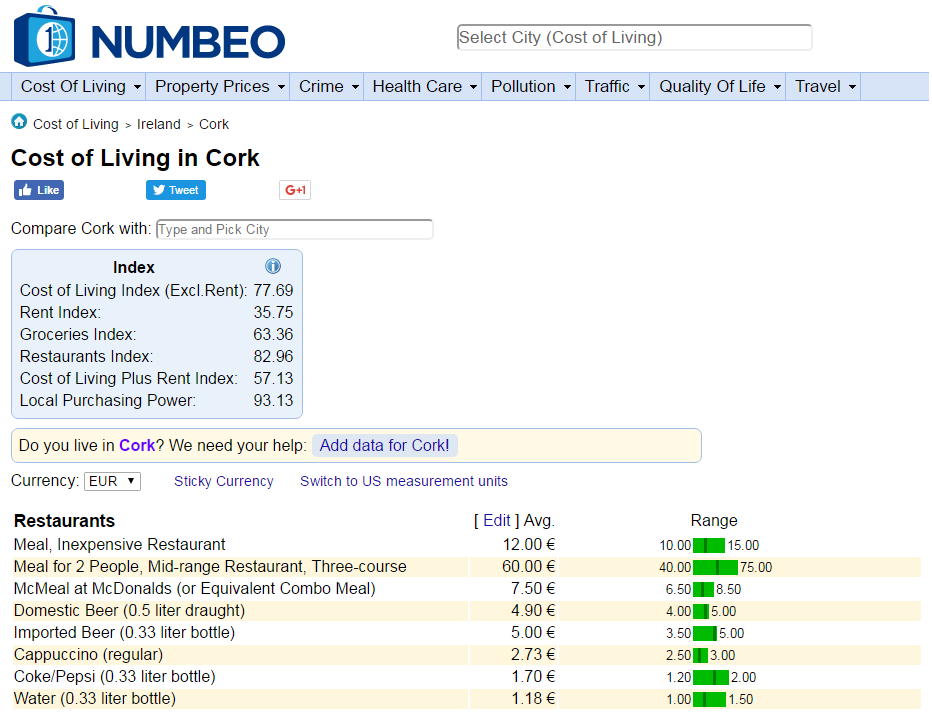 1 NUMBEO
Select City (Cost of Living)
Cost Of Living Property Prices Crime Health Care Pollution Traffic Quality Of Life Travel
Cost of Living > Ireland > Cork
Cost of Living in Cork
Like Tweet G+1
Compare Cork with: Type and Pick City
Index i
Cost of Living Index (Excl.Rent): 77.69
Rent Index: 35.75
Groceries Index: 63.36
Restaurants Index: 82.96
Cost of Living Plus Rent Index: 57.13
Local Purchasing Power: 93.13
Do you live in Cork? We need your help: Add data for Cork!
Currency: EUR Sticky Currency Switch to US measurement units
Restaurants [ Edit ] Avg. Range
Meal, Inexpensive Restaurant 12.00 € 10.00 15.00
Meal for 2 People, Mid-range Restaurant, Three-course 60.00 € 40.00 75.00
McMeal at McDonalds (or Equivalent Combo Meal) 7.50 € 6.50 8.50
Domestic Beer (0.5 liter draught) 4.90 € 4.00 5.00
Imported Beer (0.33 liter bottle) 5.00 € 3.50 5.00
Cappuccino (regular) 2.73 € 2.50 3.00
Coke/Pepsi (0.33 liter bottle) 1.70 € 1.20 2.00
Water (0.33 liter bottle) 1.18 € 1.00 1.50